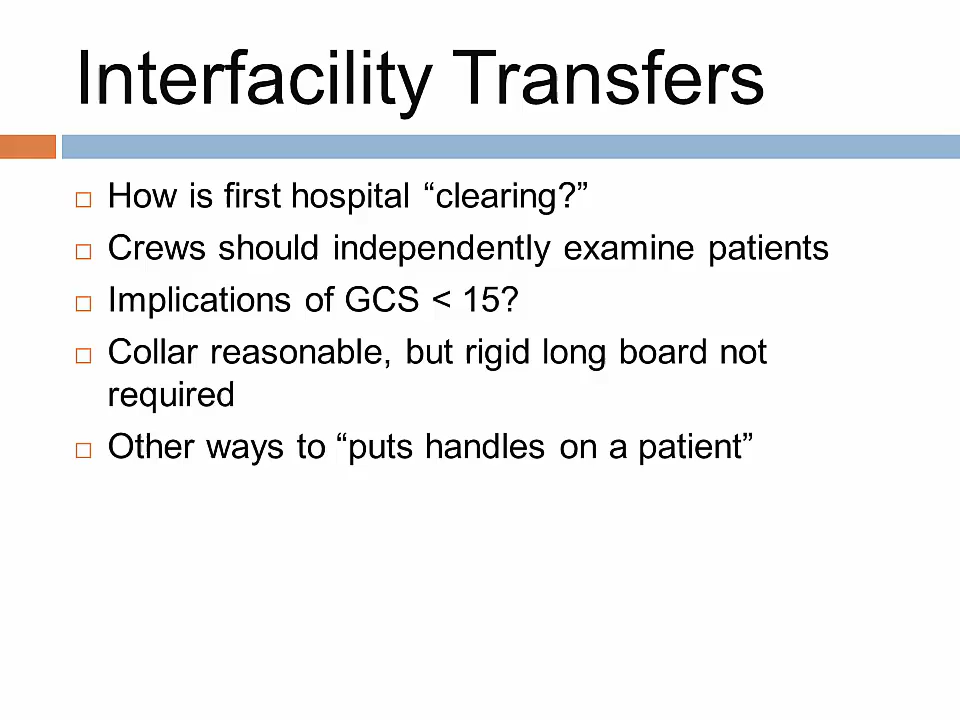 Interfacility Transfers
How is first hospital “clearing?”
Crews should independently examine patients
Implications of GCS < 15?
Collar reasonable, but rigid long board not
required
Other ways to “puts handles on a patient”